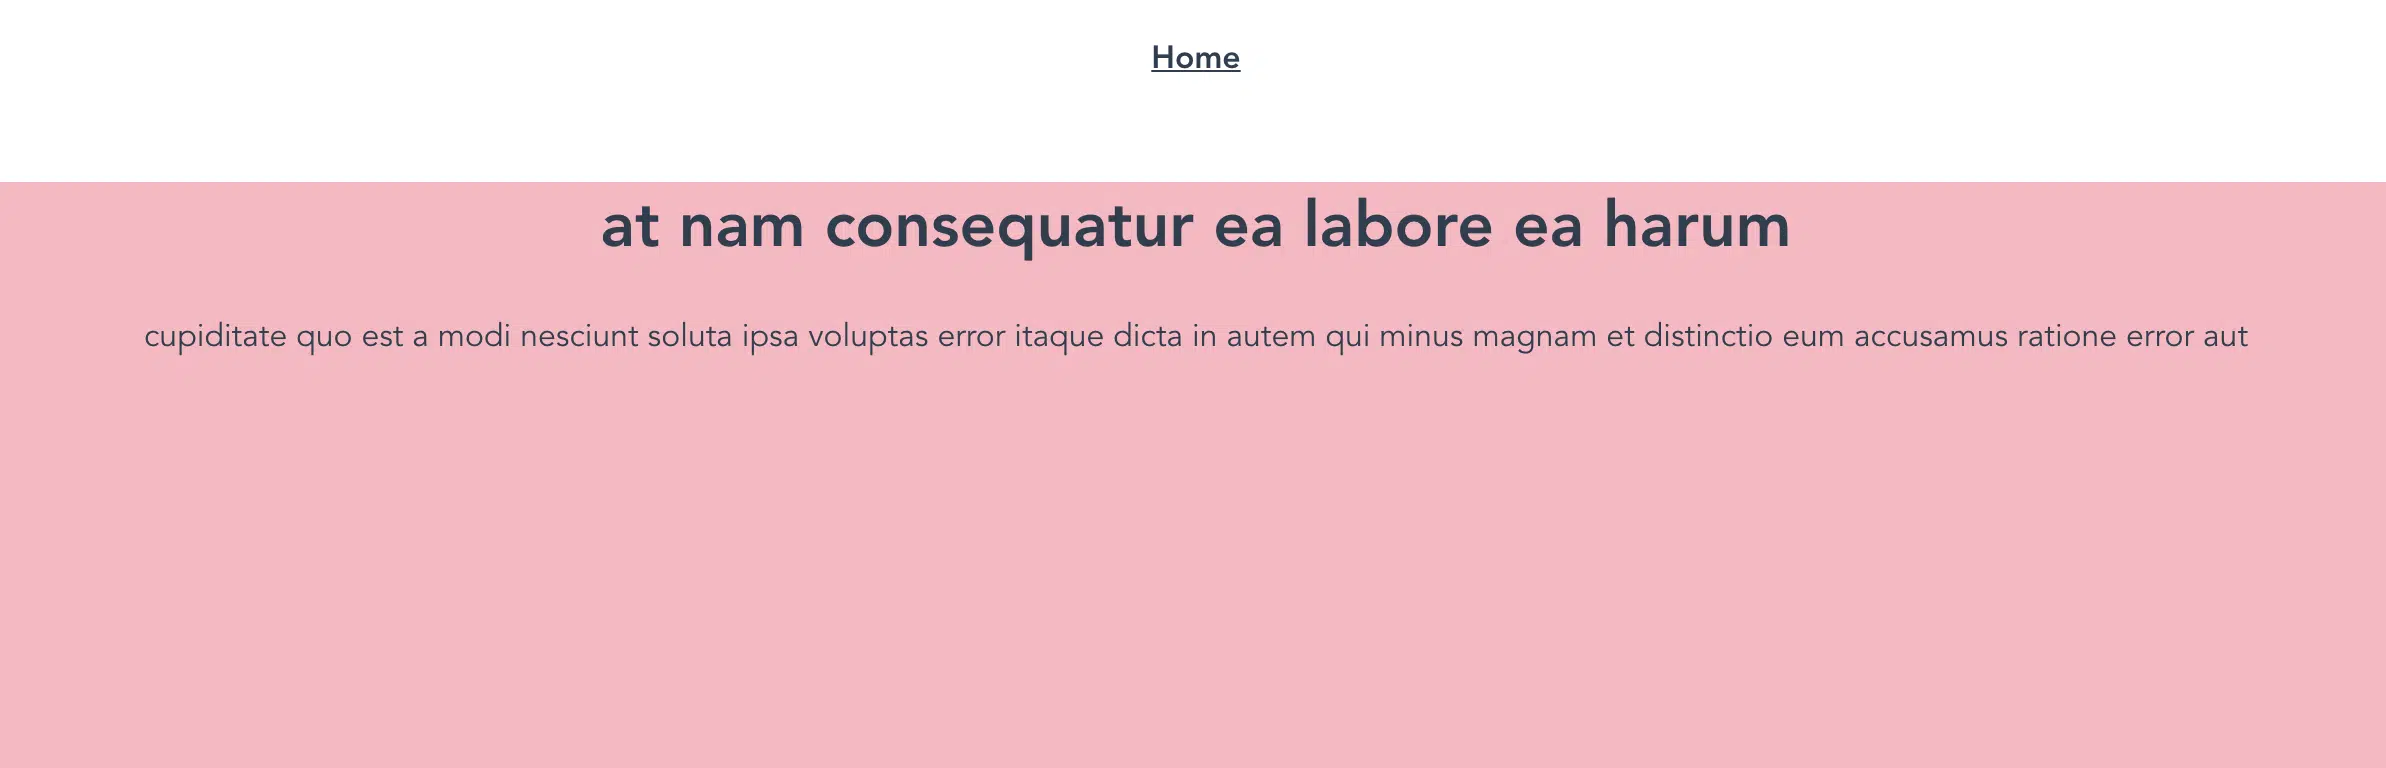 Home
at nam consequatur ea labore ea harum
cupiditate quo est a modi nesciunt soluta ipsa voluptas error itaque dicta in autem qui minus magnam et distinctio eum accusamus ratione error aut